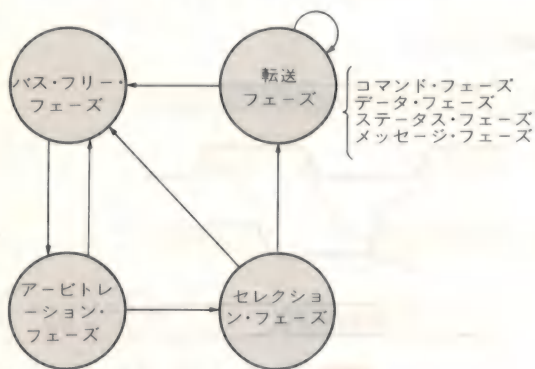 バス・フリー・
フェーズ
転送
フェーズ
コマンド・フェーズ
データ・フェーズ
ステータス・フェーズ
メッセージ・フェーズ
アービトレ
ーション・
フェーズ
セレクショ
ン・フェーズ